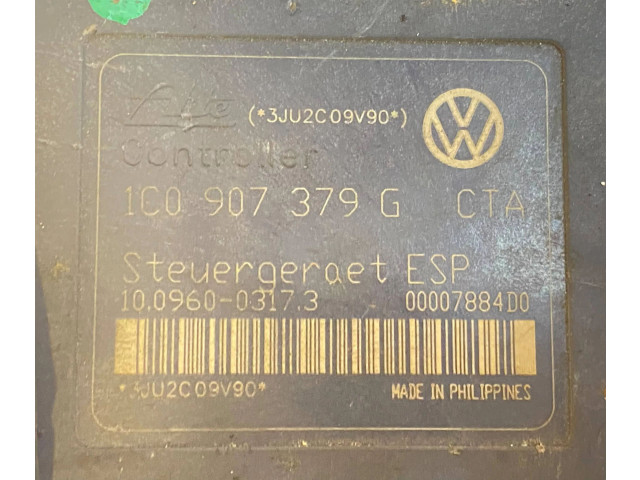 Ate (*3JU2C09V90*)
Controller
1C0 907 379 G CTA
Steuergeraet ESP
10.0960-0317.3 00007884D0
*3JU2C09V90* MADE IN PHILIPPINES